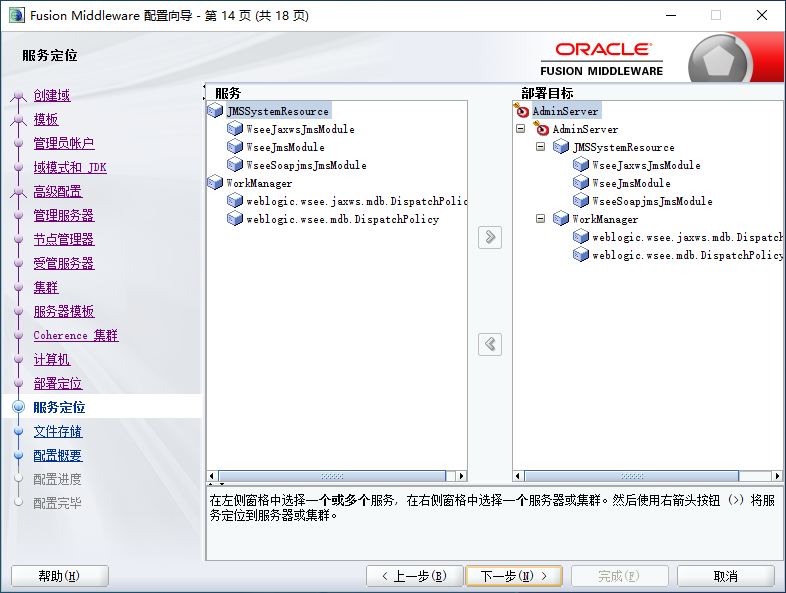 Fusion Middleware 配置向导 - 第 14 页 (共 18 页)
服务定位
ORACLE
FUSION MIDDLEWARE
创建域
模板
管理员帐户
域模式和 JDK
高级配置
管理服务器
节点管理器
受管服务器
集群
服务器模板
Coherence 集群
计算机
部署定位
服务定位
文件存储
配置概要
配置进度
配置完毕
服务
JMSSystemResource
WseeJaxwsJmsModule
WseeJmsModule
WseeSoapjmsJmsModule
WorkManager
weblogic.wsee.jaxws.mdb.DispatchPolic
weblogic.wsee.mdb.DispatchPolicy
部署目标
AdminServer
AdminServer
JMSSystemResource
WseeJaxwsJmsModule
WseeJmsModule
WseeSoapjmsJmsModule
WorkManager
weblogic.wsee.jaxws.mdb.Dispatch
weblogic.wsee.mdb.DispatchPolicy
在左侧窗格中选择一个或多个服务, 在右侧窗格中选择一个服务器或集群。然后使用右箭头按钮 (>) 将服
务定位到服务器或集群。
帮助(H)
< 上一步(B)
下一步(N) >
完成(F)
取消